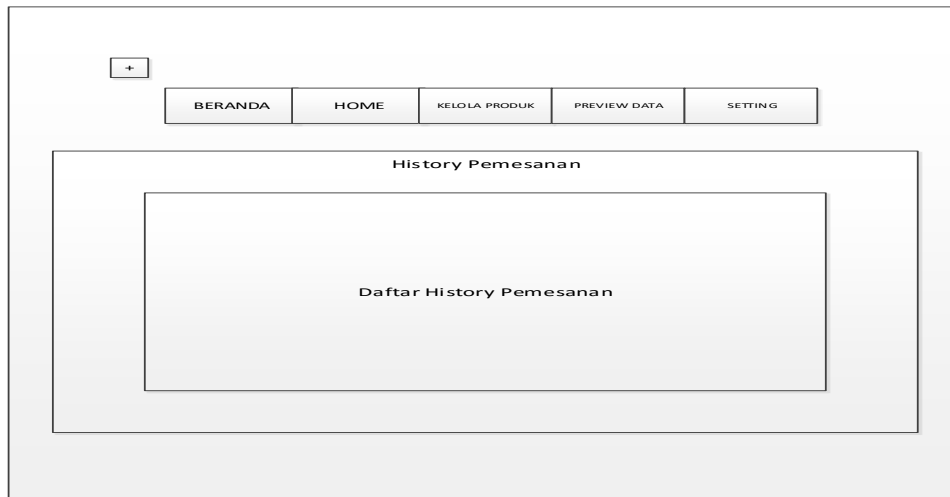 +
BERANDA HOME KELOLA PRODUK PREVIEW DATA SETTING
History Pemesanan
Daftar History Pemesanan